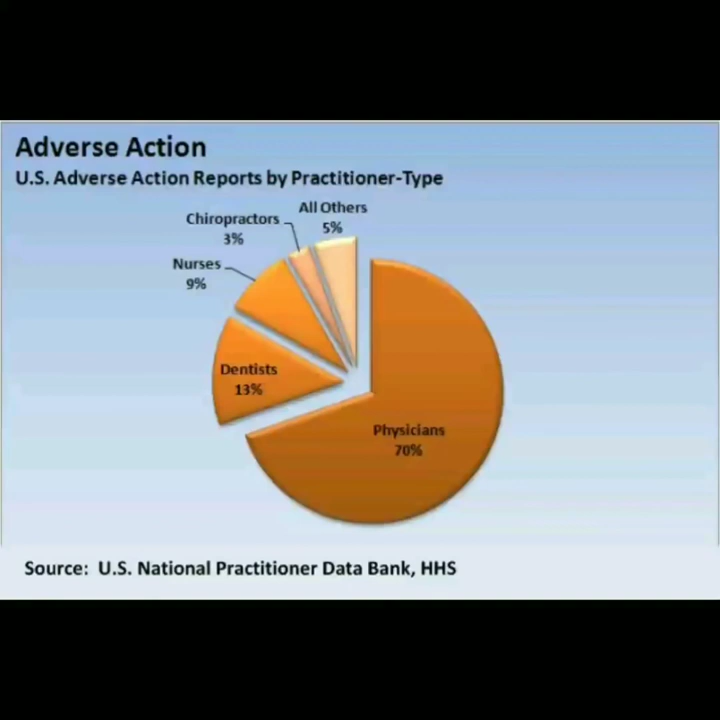 Adverse Action
U.S. Adverse Action Reports by Practitioner-Type
All Others
5%
Chiropractors
3%
Nurses
9%
Dentists
13%
Physicians
70%
Source: U.S. National Practitioner Data Bank, HHS